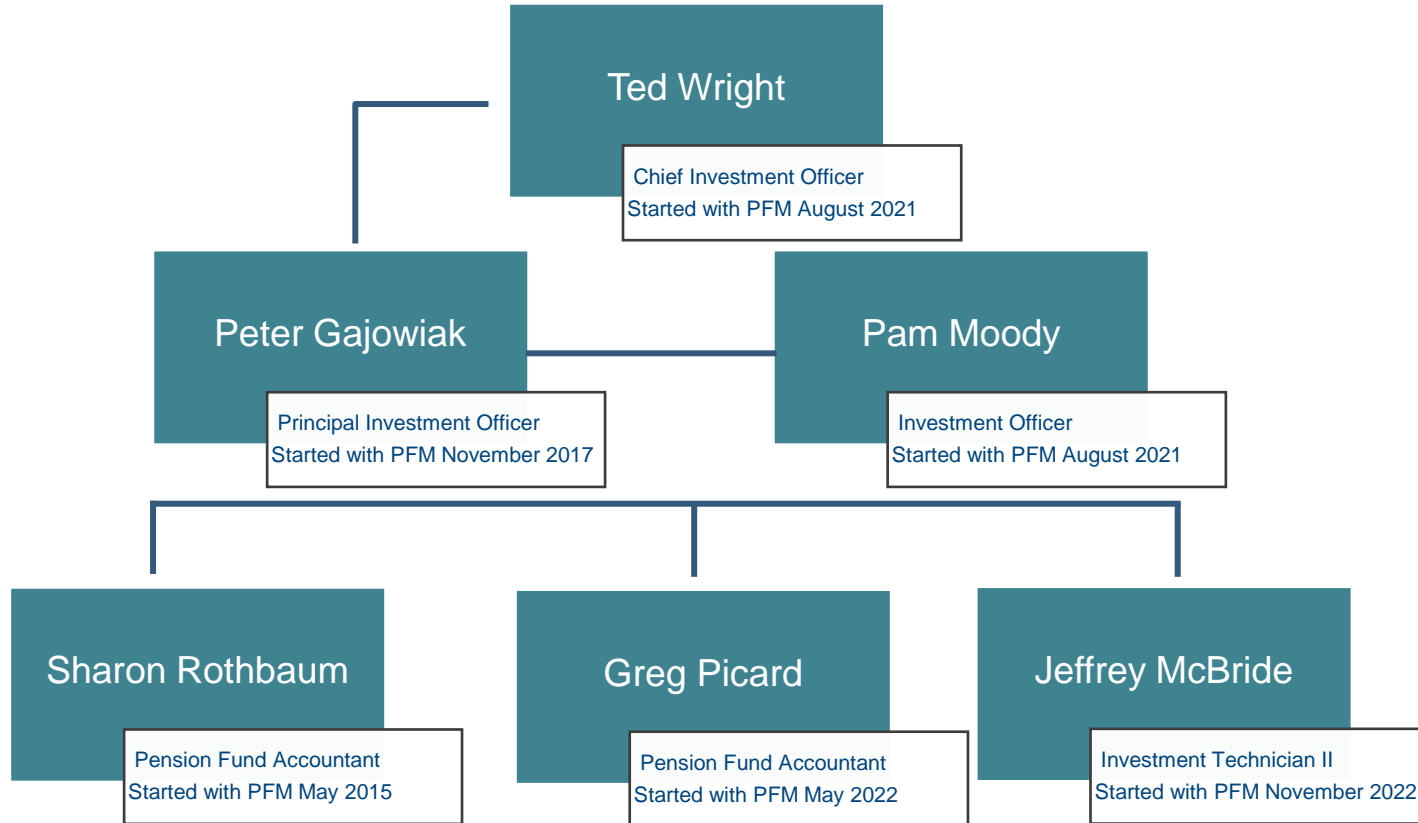 Ted Wright
Chief Investment Officer
Started with PFM August 2021
Peter Gajowiak
Principal Investment Officer
Started with PFM November 2017
Pam Moody
Investment Officer
Started with PFM August 2021
Sharon Rothbaum
Pension Fund Accountant
Started with PFM May 2015
Greg Picard
Pension Fund Accountant
Started with PFM May 2022
Jeffrey McBride
Investment Technician II
Started with PFM November 2022